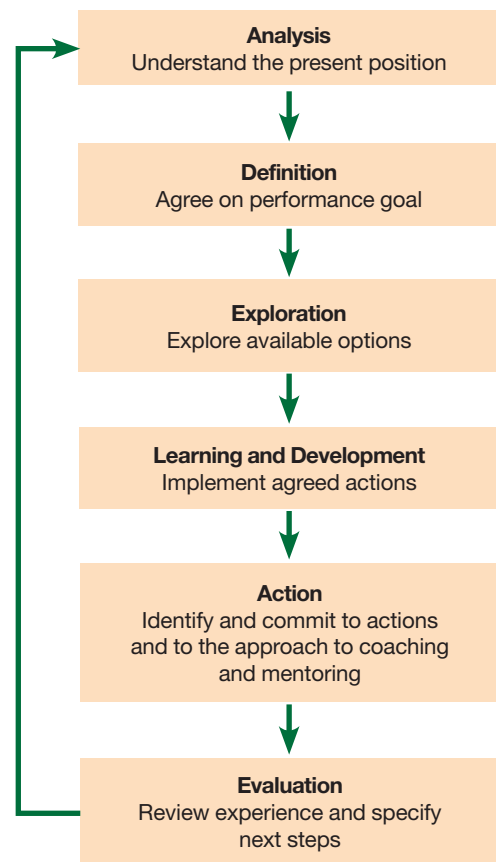 Analysis
Understand the present position
Definition
Agree on performance goal
Exploration
Explore available options
Learning and Development
Implement agreed actions
Action
Identify and commit to actions
and to the approach to coaching
and mentoring
Evaluation
Review experience and specify
next steps